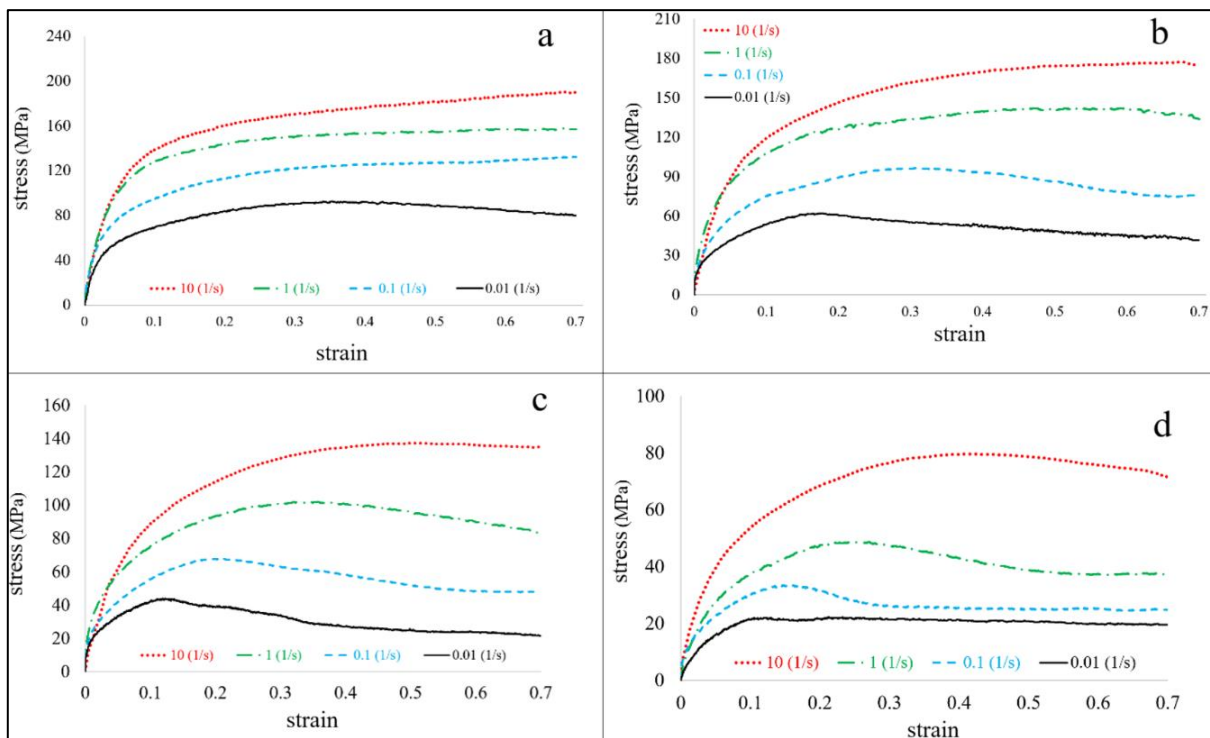 a
240
200
160
120
80
40
0
stress (MPa)
10 (1/s) 1 (1/s) 0.1 (1/s) 0.01 (1/s)
0 0.1 0.2 0.3 0.4 0.5 0.6 0.7
strain
b
210
180
150
120
90
60
30
0
stress (MPa)
10 (1/s)
1 (1/s)
0.1 (1/s)
0.01 (1/s)
0 0.1 0.2 0.3 0.4 0.5 0.6 0.7
strain
c
160
140
120
100
80
60
40
20
0
stress (MPa)
10 (1/s) 1 (1/s) 0.1 (1/s) 0.01 (1/s)
0 0.1 0.2 0.3 0.4 0.5 0.6 0.7
strain
d
100
80
60
40
20
0
stress (MPa)
10 (1/s) 1 (1/s) 0.1 (1/s) 0.01 (1/s)
0 0.1 0.2 0.3 0.4 0.5 0.6 0.7
strain